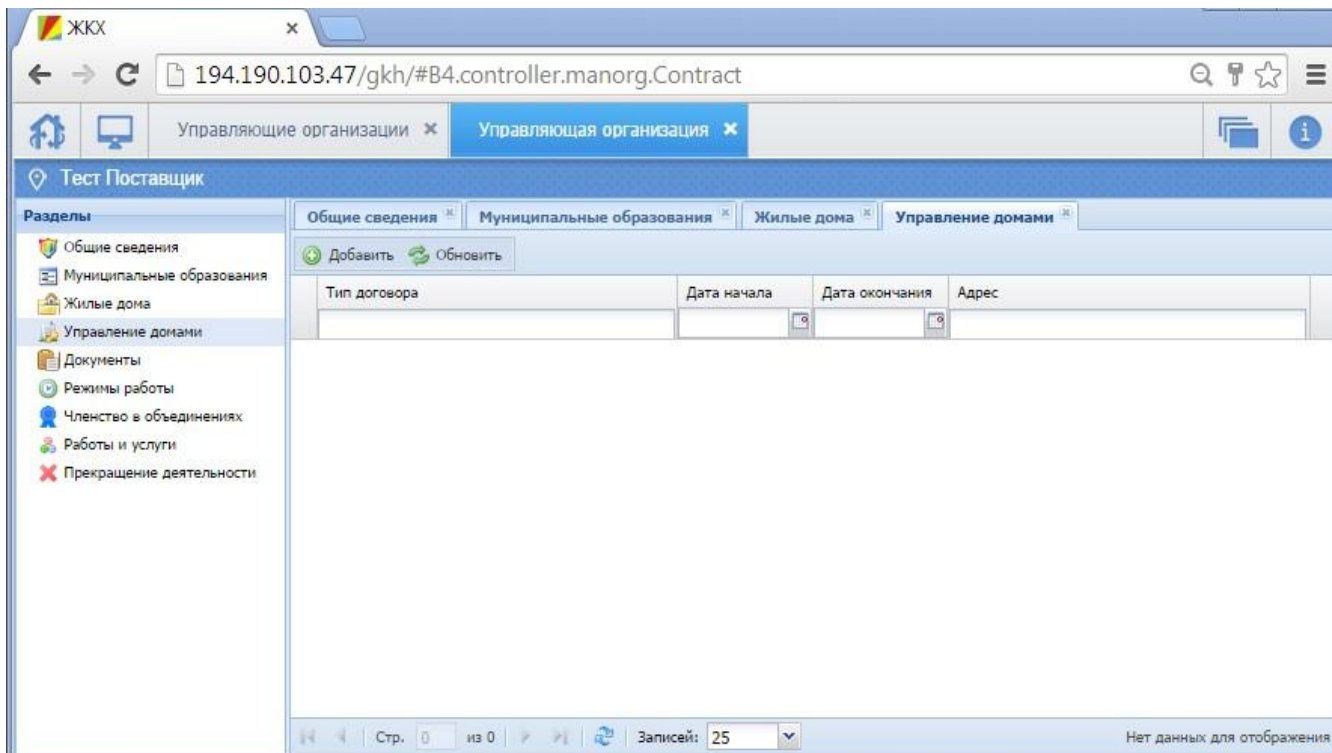 ЖКХ
194.190.103.47/gkh/#B4.controller.manorg.Contract
Управляющие организации Управляющая организация
Тест Поставщик
Разделы
Общие сведения
Муниципальные образования
Жилые дома
Управление домами
Документы
Режимы работы
Членство в объединениях
Работы и услуги
Прекращение деятельности
Общие сведения Муниципальные образования Жилые дома Управление домами
Добавить Обновить
Тип договора Дата начала Дата окончания Адрес
Стр. 0 из 0 Записей: 25 Нет данных для отображения